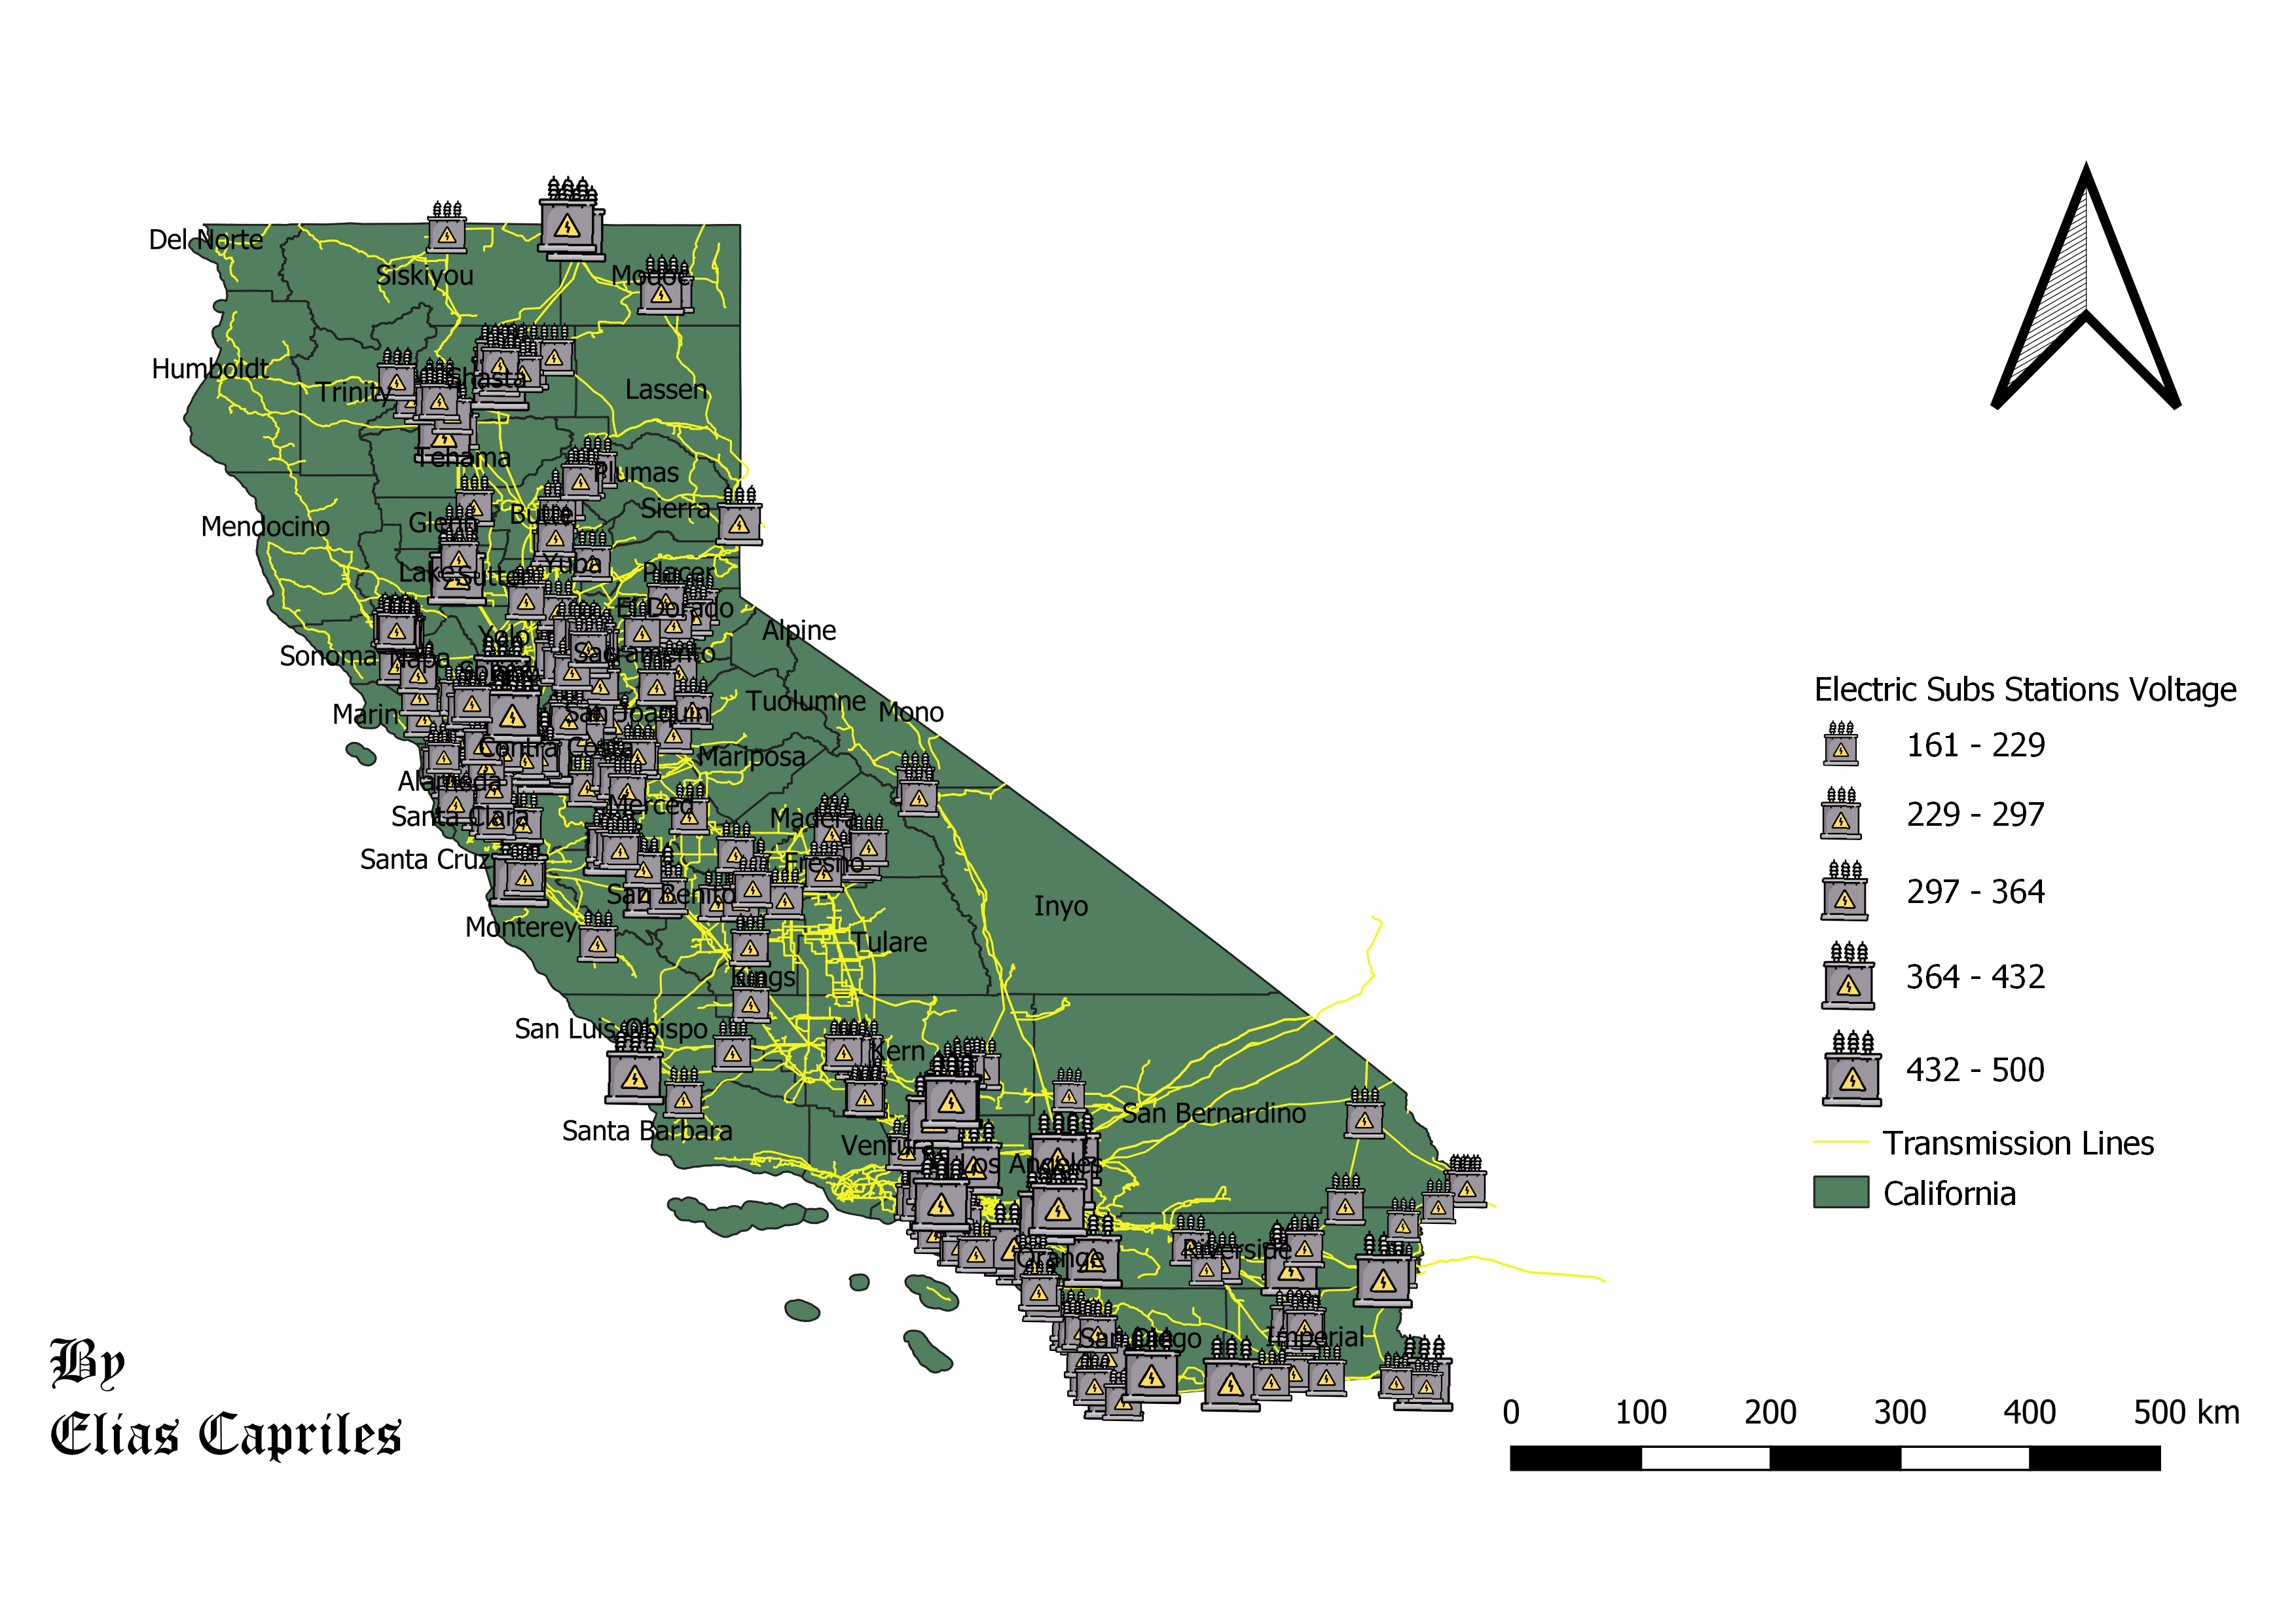 Del Norte
Siskiyou
Modoc
Humboldt
Trinity
Shasta
Lassen
Tehama
Plumas
Mendocino
Glenn
Butte
Sierra
Lake
Sutter
Yuba
Placer
El Dorado
Yolo
Alpine
Sonoma
Napa
Sacramento
Marin
San Joaquin
Tuolumne
Mono
Contra Costa
Mariposa
Alameda
Merced
Santa Clara
Madera
Santa Cruz
Fresno
San Benito
Inyo
Monterey
Tulare
Kings
San Luis Obispo
Kern
Santa Barbara
San Bernardino
Ventura
Los Angeles
Orange
Riverside
San Diego
Imperial
Electric Subs Stations Voltage
161 - 229
229 - 297
297 - 364
364 - 432
432 - 500
Transmission Lines
California
By
Elias Capriles
0 100 200 300 400 500 km